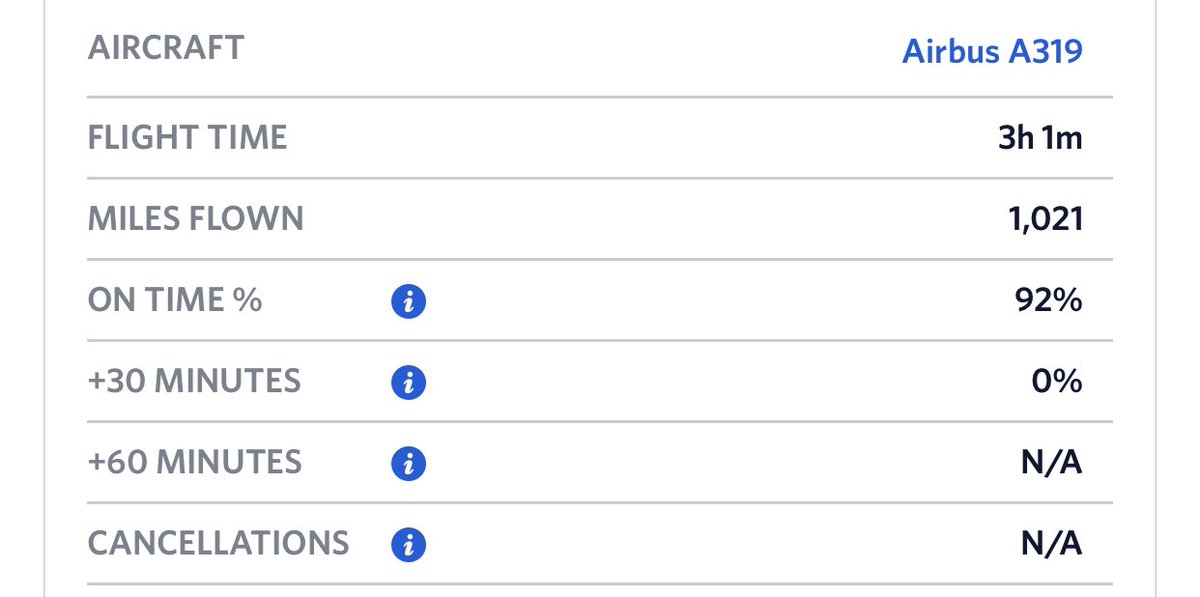 AIRCRAFT Airbus A319
FLIGHT TIME 3h 1m
MILES FLOWN 1,021
ON TIME % i 92%
+30 MINUTES i 0%
+60 MINUTES i N/A
CANCELLATIONS i N/A